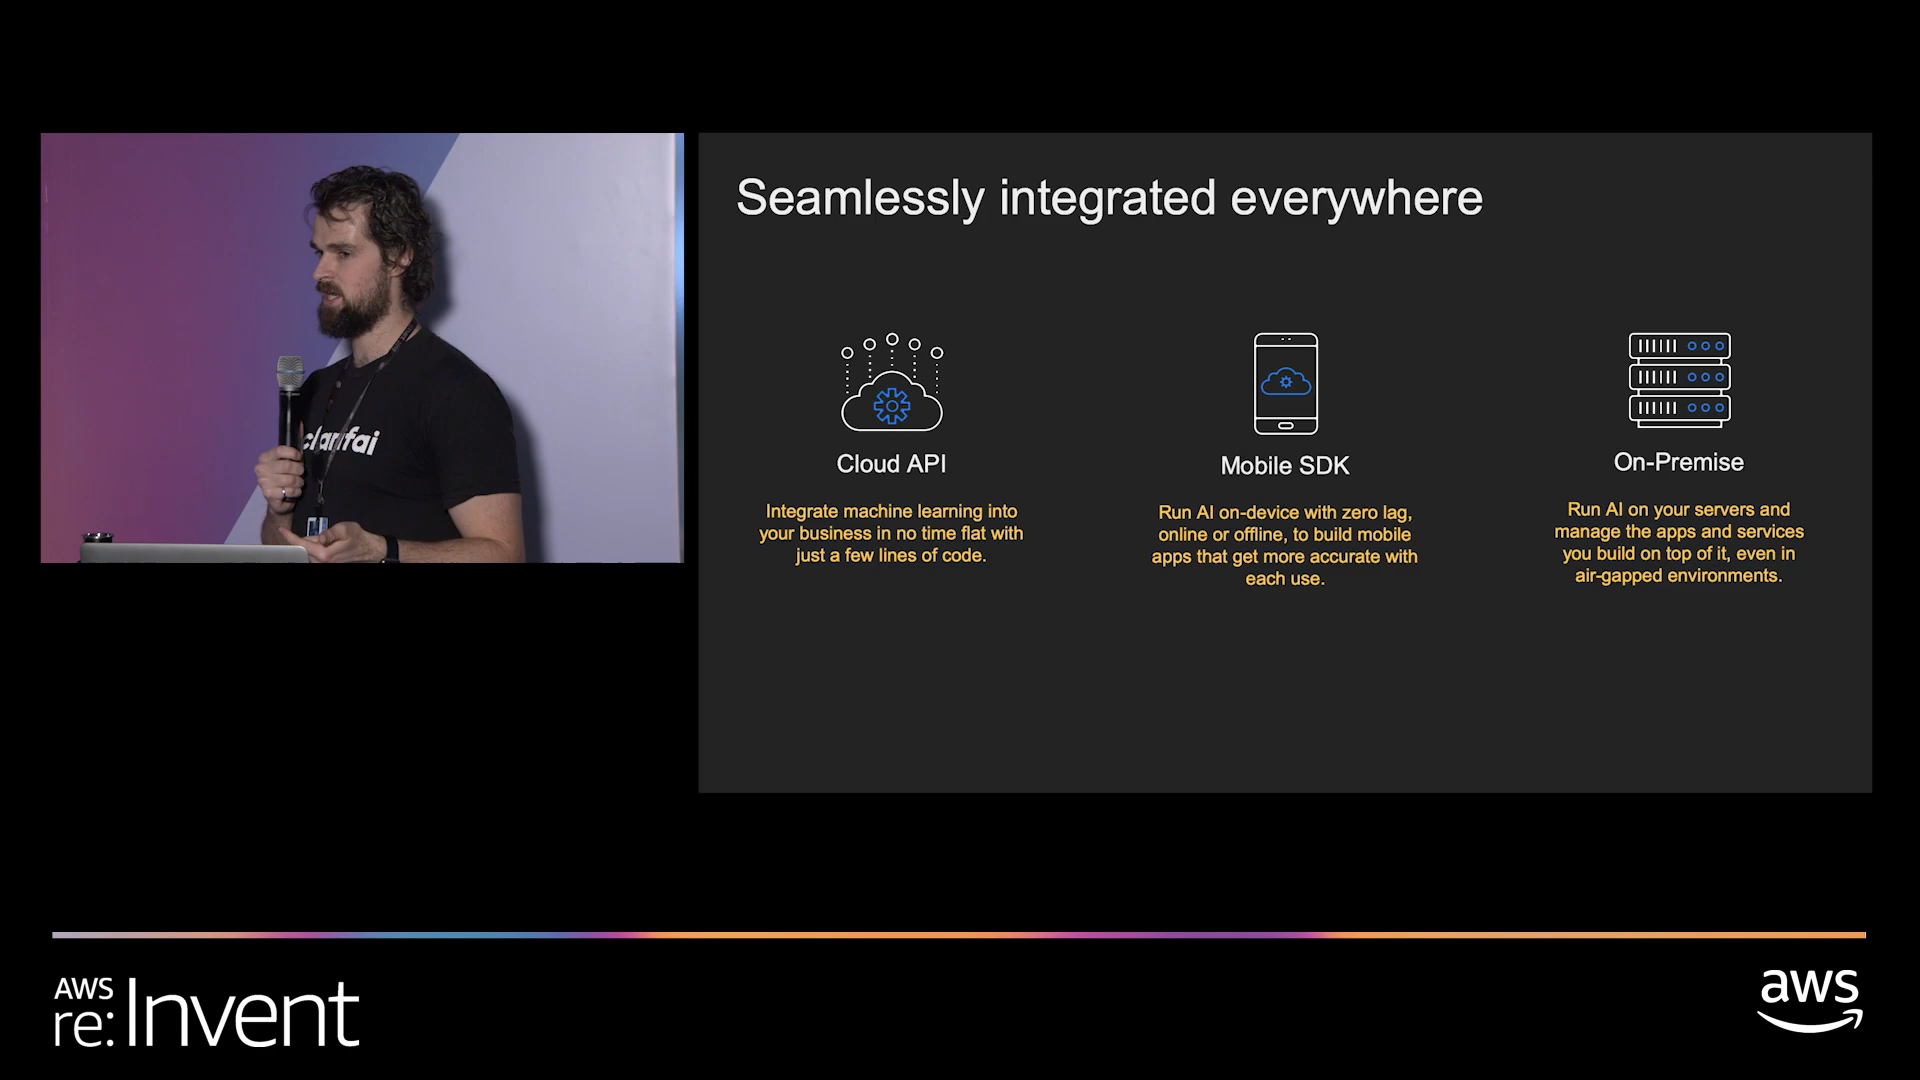 Seamlessly integrated everywhere
Cloud API
Integrate machine learning into
your business in no time flat with
just a few lines of code.
Mobile SDK
Run AI on-device with zero lag,
online or offline, to build mobile
apps that get more accurate with
each use.
On-Premise
Run AI on your servers and
manage the apps and services
you build on top of it, even in
air-gapped environments.
clarifai
AWS
re:Invent
aws